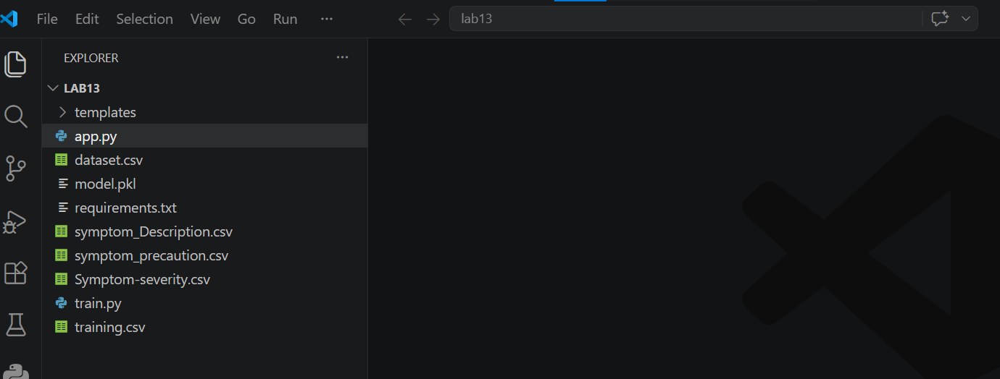 File Edit Selection View Go Run ···
lab13
EXPLORER ···
LAB13
templates
app.py
dataset.csv
model.pkl
requirements.txt
symptom_Description.csv
symptom_precaution.csv
Symptom-severity.csv
train.py
training.csv